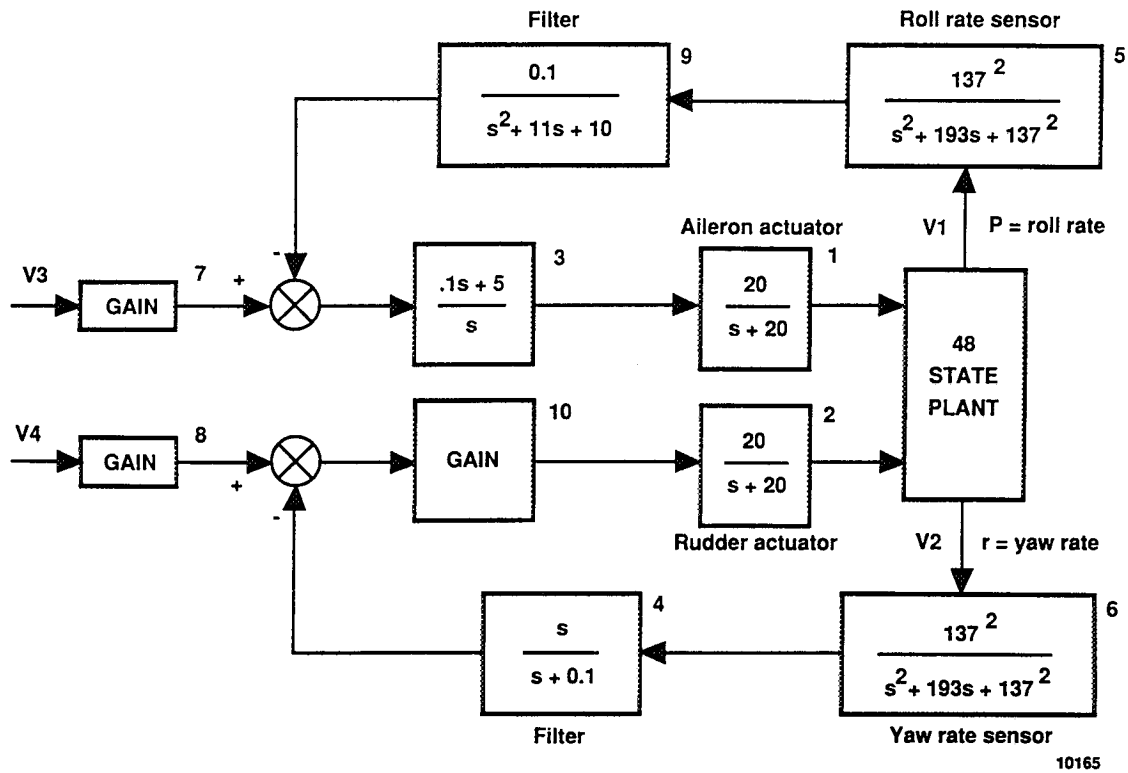 Filter
Roll rate sensor
9
0.1
s2 + 11s + 10
5
137 2
s2 + 193s + 137 2
V1
P = roll rate
-
Aileron actuator
V3
GAIN
7
+
3
.1s + 5
s
1
20
s + 20
48
STATE
PLANT
V4
GAIN
8
+
-
10
GAIN
2
20
s + 20
Rudder actuator
V2
r = yaw rate
4
s
s + 0.1
Filter
6
137 2
s2 + 193s + 137 2
Yaw rate sensor
10165